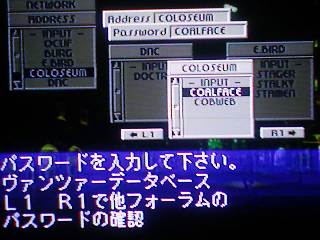 NETWORK
ADDRESS
- INPUT -
OCUF
BURG
E.BIRD
COLOSEUM
DNC
Address COLOSEUM
Password COALFACE
DNC
- INPUT -
DOCTR
COLOSEUM
- INPUT -
COALFACE
COBWEB
E.BIRD
- INPUT -
STAGER
STALKY
STAMEN
L1
R1
パスワードを入力して下さい。
ヴァンツァーデータベース
L1 R1で他フォーラムの
パスワードの確認